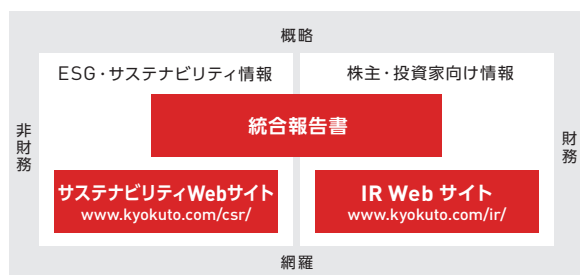 概略
ESG・サステナビリティ情報
株主・投資家向け情報
統合報告書
非財務
財務
サステナビリティWebサイト
www.kyokuto.com/csr/
IR Web サイト
www.kyokuto.com/ir/
網羅